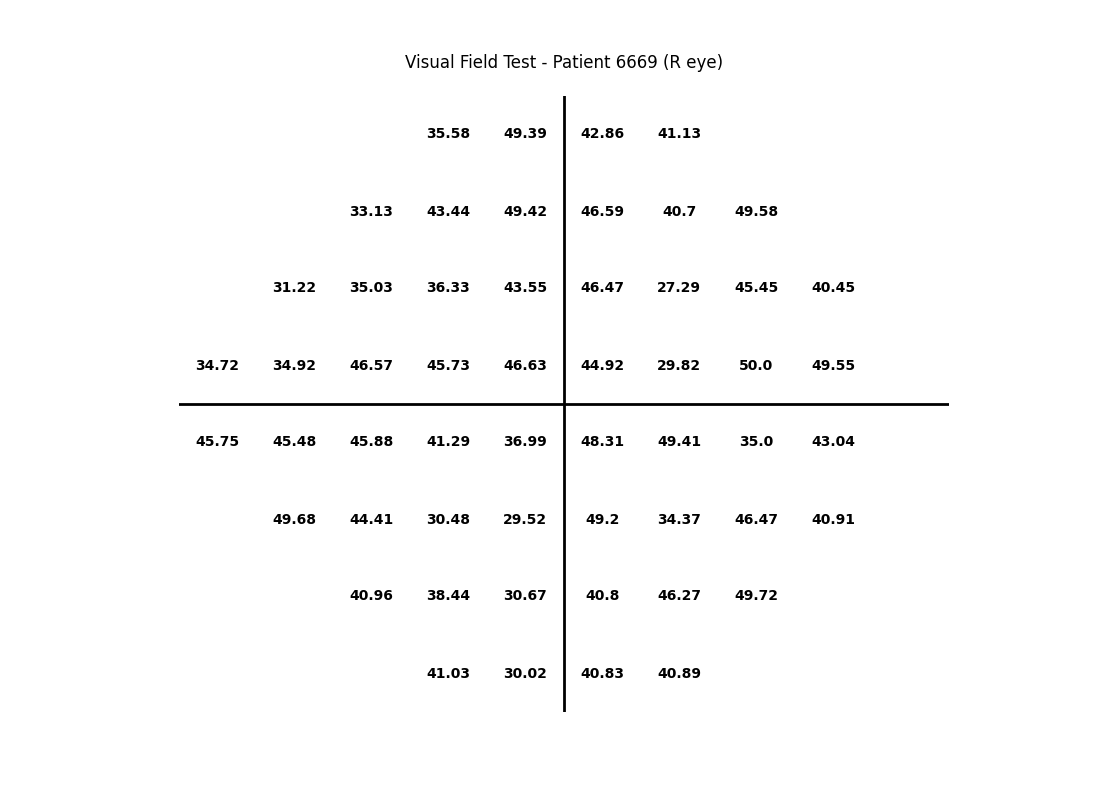 Visual Field Test - Patient 6669 (R eye)
35.58 49.39 42.86 41.13
33.13 43.44 49.42 46.59 40.7 49.58
31.22 35.03 36.33 43.55 46.47 27.29 45.45 40.45
34.72 34.92 46.57 45.73 46.63 44.92 29.82 50.0 49.55
45.75 45.48 45.88 41.29 36.99 48.31 49.41 35.0 43.04
49.68 44.41 30.48 29.52 49.2 34.37 46.47 40.91
40.96 38.44 30.67 40.8 46.27 49.72
41.03 30.02 40.83 40.89